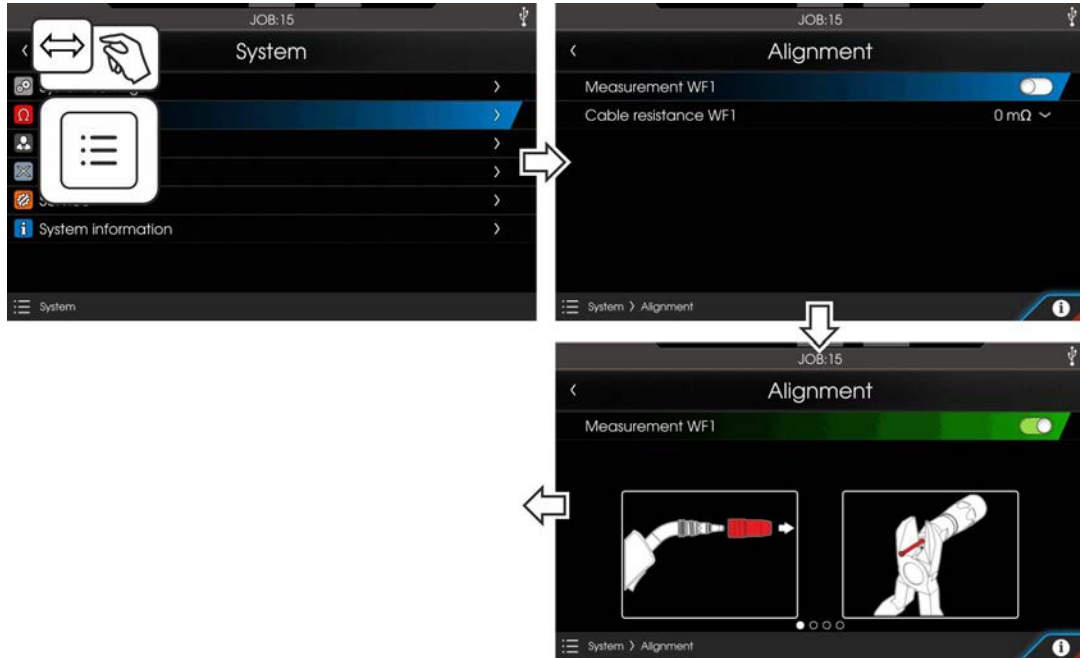 JOB:15
System
System information
System
JOB:15
Alignment
Measurement WF1
Cable resistance WF1 0 mΩ
System > Alignment
JOB:15
Alignment
Measurement WF1
System > Alignment